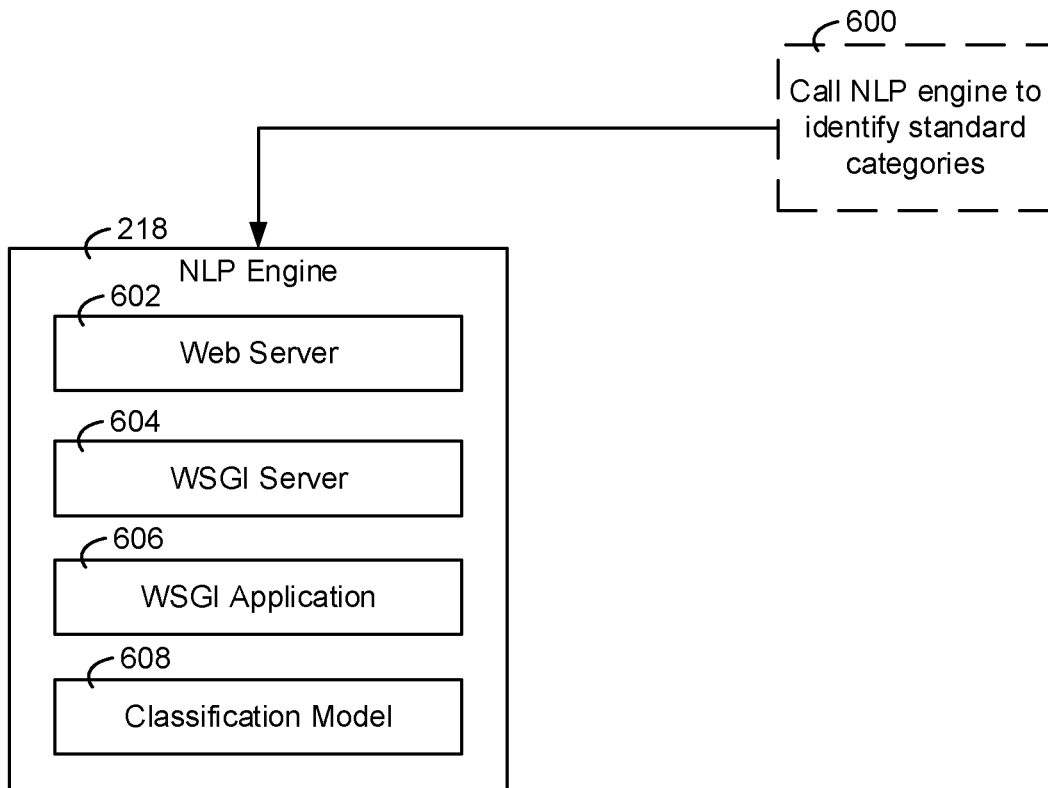 600
Call NLP engine to
identify standard
categories
218
NLP Engine
602
Web Server
604
WSGI Server
606
WSGI Application
608
Classification Model